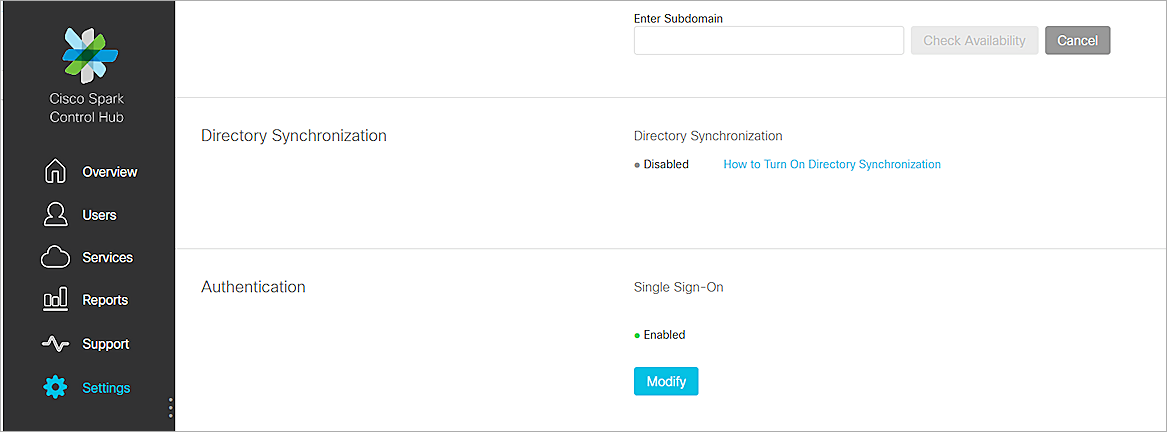 Cisco Spark
Control Hub
Overview
Users
Services
Reports
Support
Settings
Enter Subdomain
Check Availability
Cancel
Directory Synchronization
Directory Synchronization
Disabled
How to Turn On Directory Synchronization
Authentication
Single Sign-On
Enabled
Modify